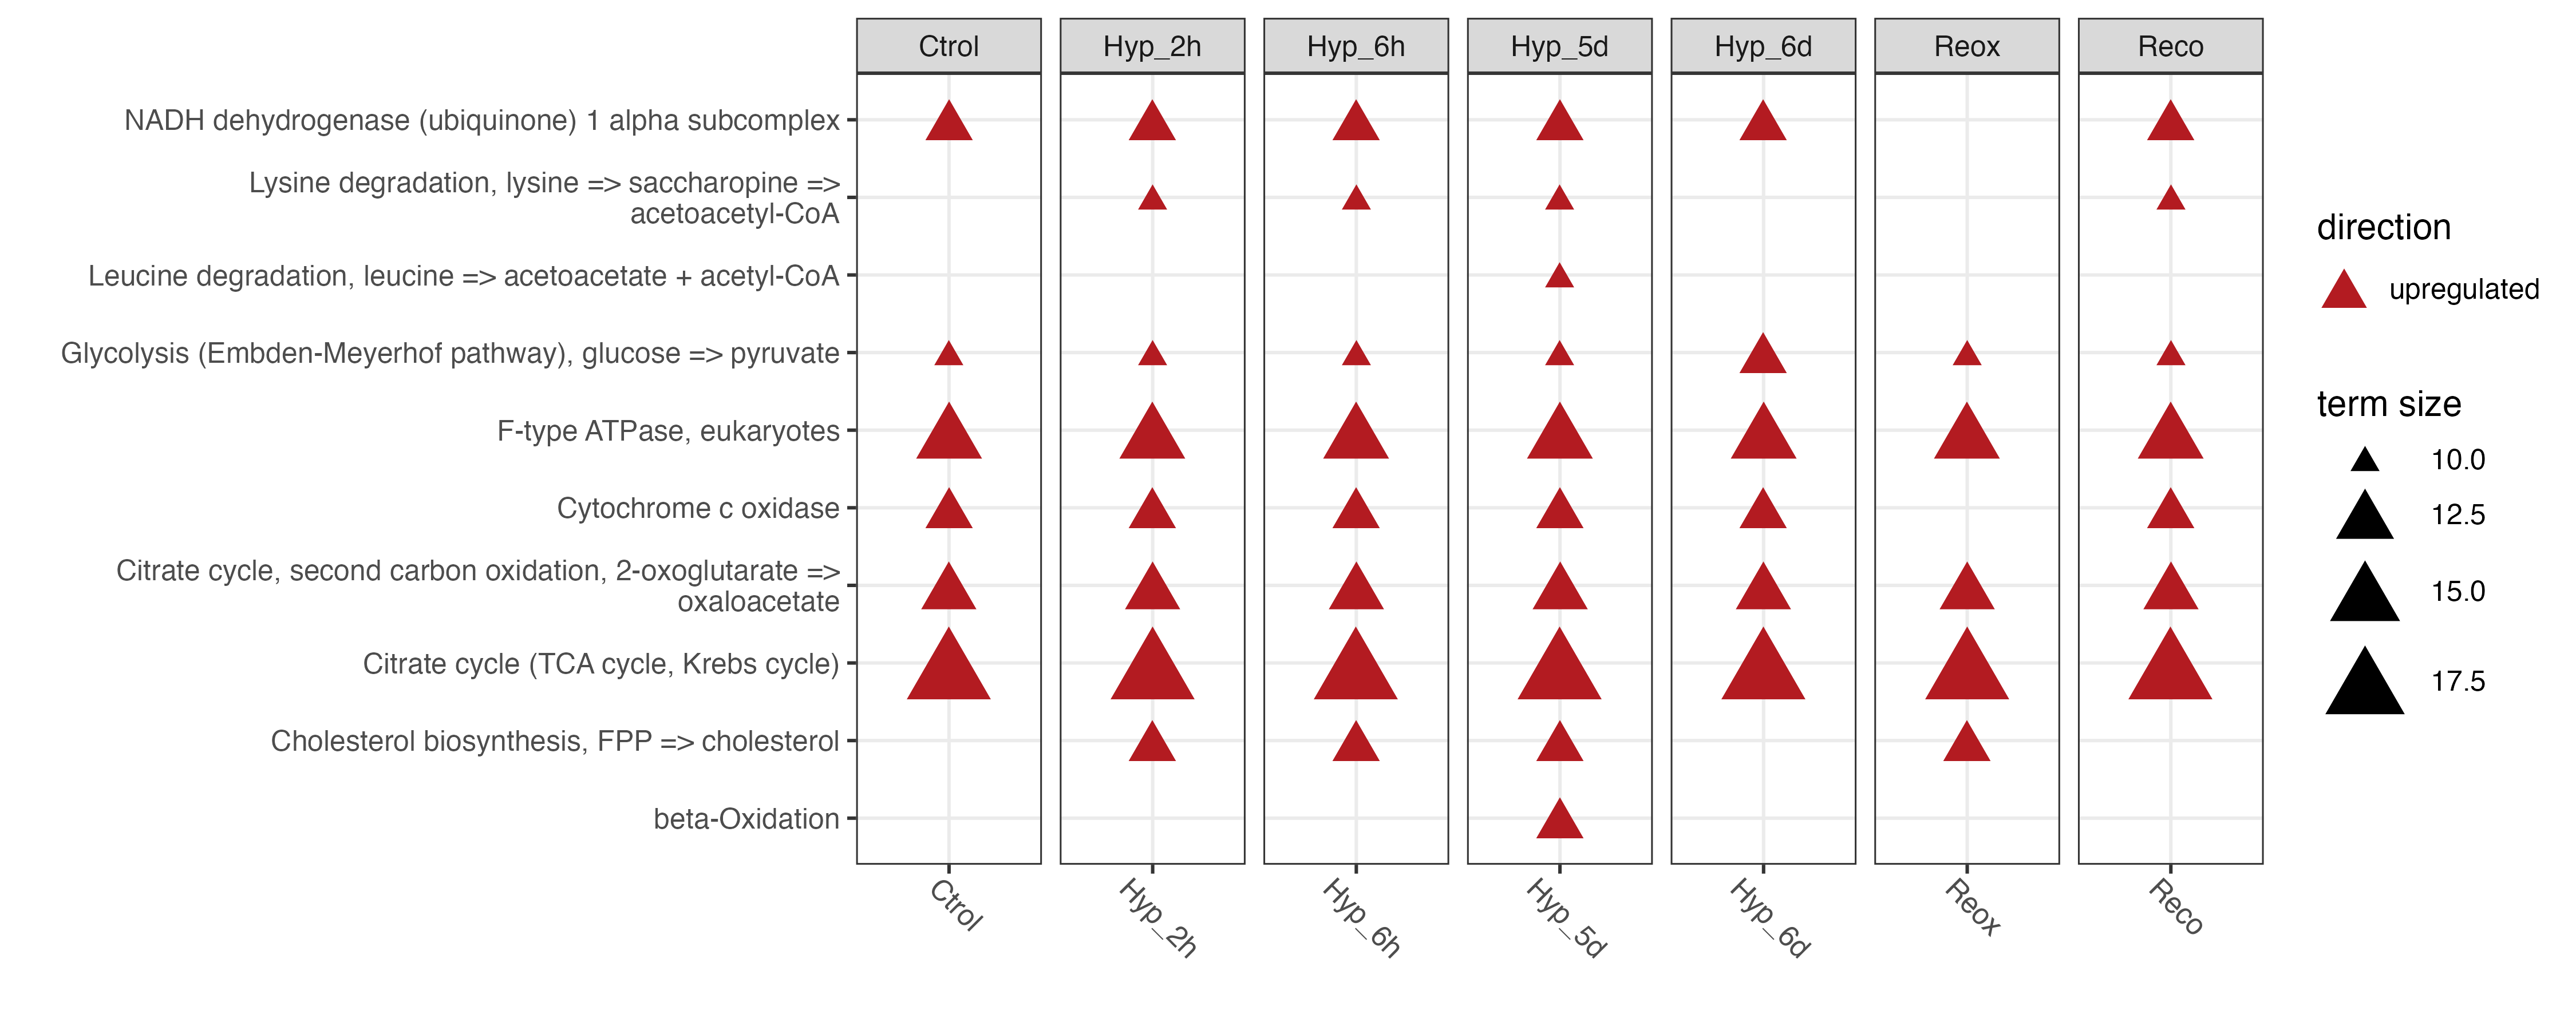 Ctrol
Hyp_2h
Hyp_6h
Hyp_5d
Hyp_6d
Reox
Reco
NADH dehydrogenase (ubiquinone) 1 alpha subcomplex
Lysine degradation, lysine => saccharopine =>
acetoacetyl-CoA
Leucine degradation, leucine => acetoacetate + acetyl-CoA
Glycolysis (Embden-Meyerhof pathway), glucose => pyruvate
F-type ATPase, eukaryotes
Cytochrome c oxidase
Citrate cycle, second carbon oxidation, 2-oxoglutarate =>
oxaloacetate
Citrate cycle (TCA cycle, Krebs cycle)
Cholesterol biosynthesis, FPP => cholesterol
beta-Oxidation
Ctrol
Hyp_2h
Hyp_6h
Hyp_5d
Hyp_6d
Reox
Reco
direction
upregulated
term size
10.0
12.5
15.0
17.5